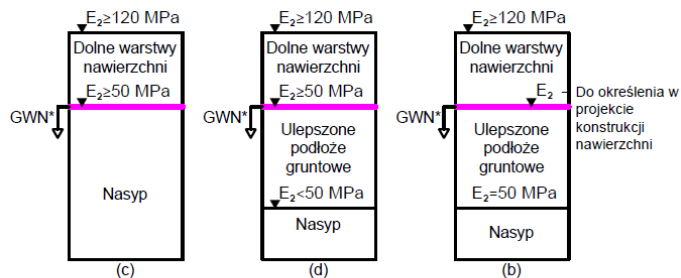 E₂≥120 MPa
Dolne warstwy
nawierzchni
E₂≥50 MPa
GWN*
Nasyp
(c)
E₂≥120 MPa
Dolne warstwy
nawierzchni
E₂≥50 MPa
GWN*
Ulepszone
podłoże
gruntowe
E₂<50 MPa
Nasyp
(d)
E₂≥120 MPa
Dolne warstwy
nawierzchni
E₂
GWN*
Ulepszone
podłoże
gruntowe
E₂=50 MPa
Nasyp
(b)
Do określenia w
projekcie
konstrukcji
nawierzchni